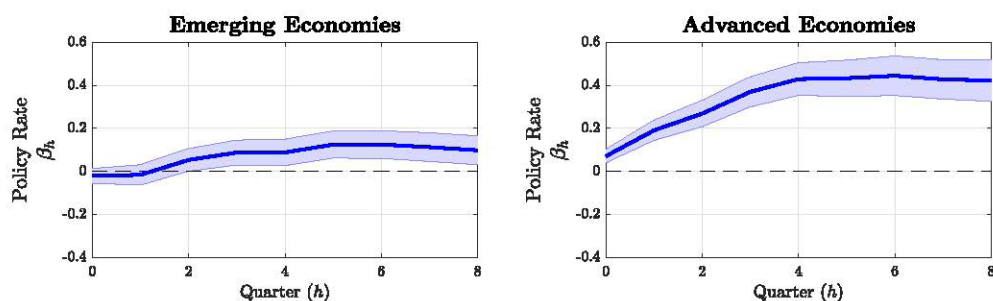 Emerging Economies
Policy Rate
βh
0.6
0.4
0.2
0
-0.2
-0.4
0 2 4 6 8
Quarter (h)
Advanced Economies
Policy Rate
βh
0.6
0.4
0.2
0
-0.2
-0.4
0 2 4 6 8
Quarter (h)